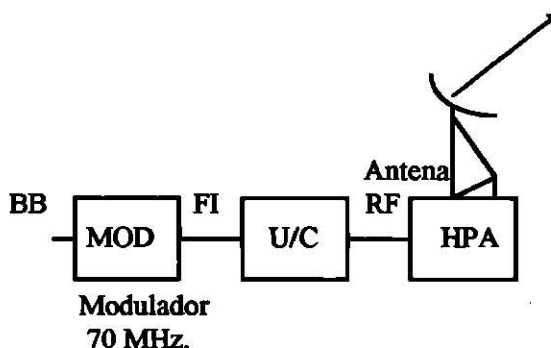 Antena
BB
FI
RF
MOD
U/C
HPA
Modulador
70 MHz.